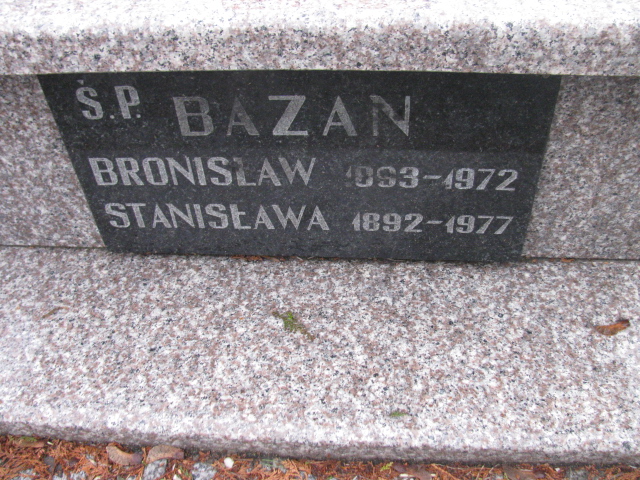 Ś.P. BAZAN
BRONISŁAW 1893-1972
STANISŁAWA 1892-1977